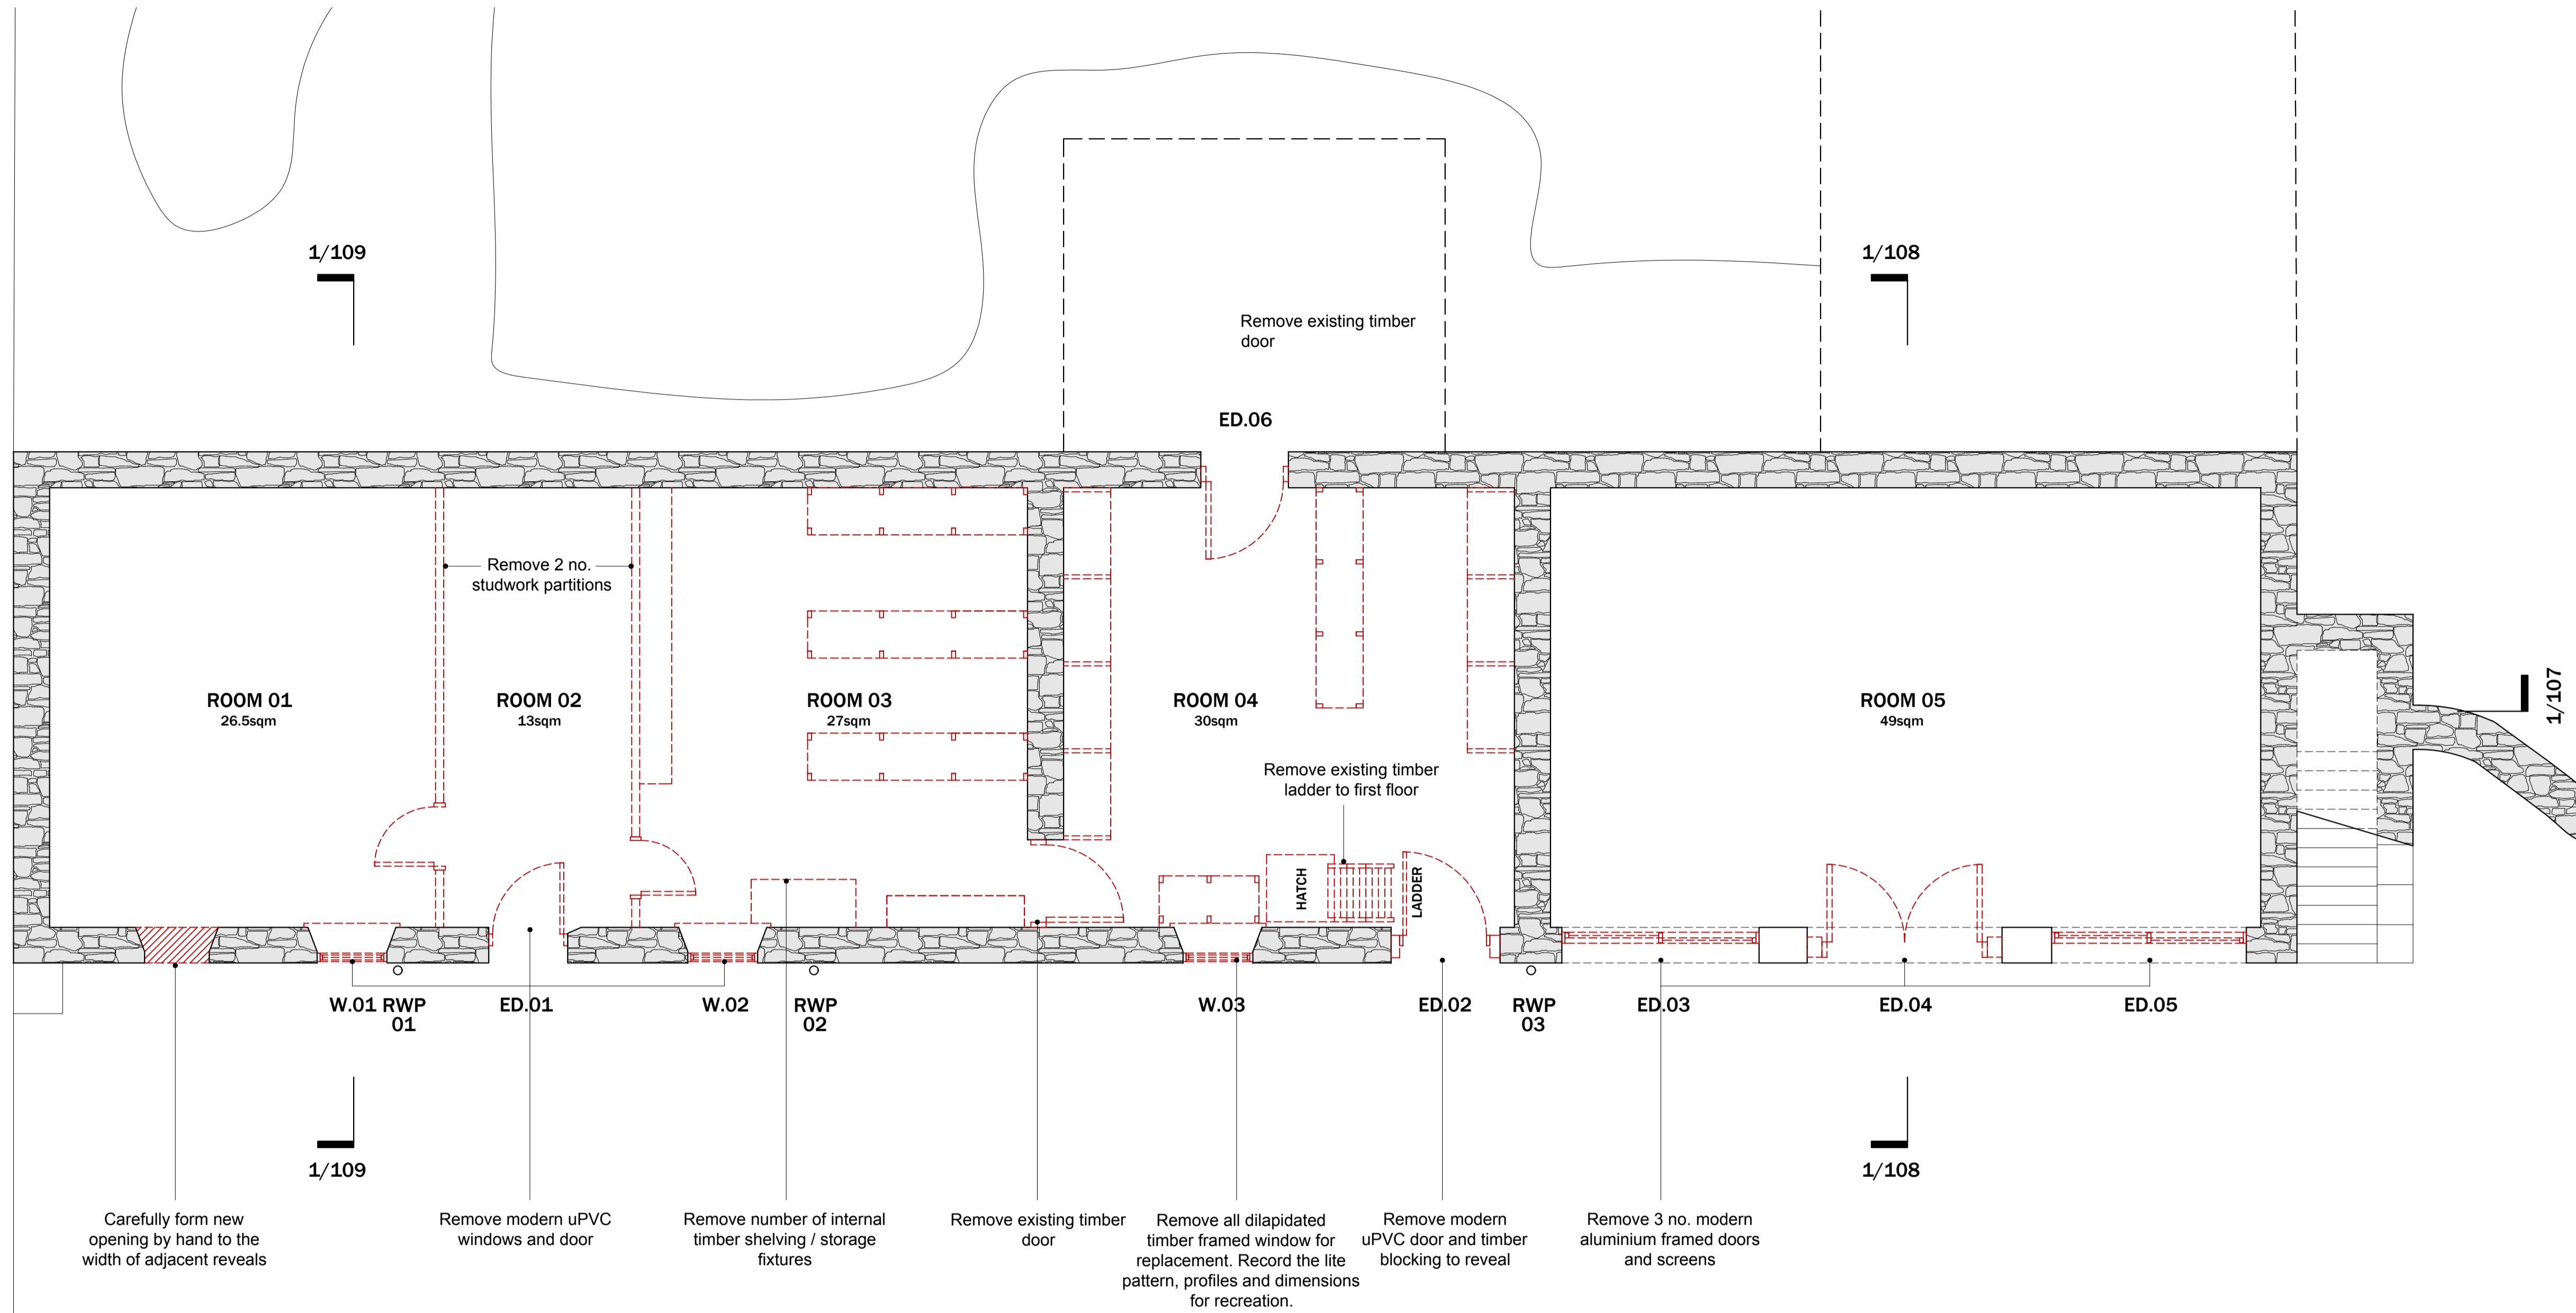 1/109
1/108
Remove existing timber
door
ED.06
Remove 2 no.
studwork partitions
ROOM 01
26.5sqm
ROOM 02
13sqm
ROOM 03
27sqm
ROOM 04
30sqm
ROOM 05
49sqm
1/107
Remove existing timber
ladder to first floor
HATCH
LADDER
W.01
RWP
01
ED.01
W.02
RWP
02
W.03
ED.02
RWP
03
ED.03
ED.04
ED.05
1/109
1/108
Carefully form new
opening by hand to the
width of adjacent reveals
Remove modern uPVC
windows and door
Remove number of internal
timber shelving / storage
fixtures
Remove existing timber
door
Remove all dilapidated
timber framed window for
replacement. Record the lite
pattern, profiles and dimensions
for recreation.
Remove modern
uPVC door and timber
blocking to reveal
Remove 3 no. modern
aluminium framed doors
and screens